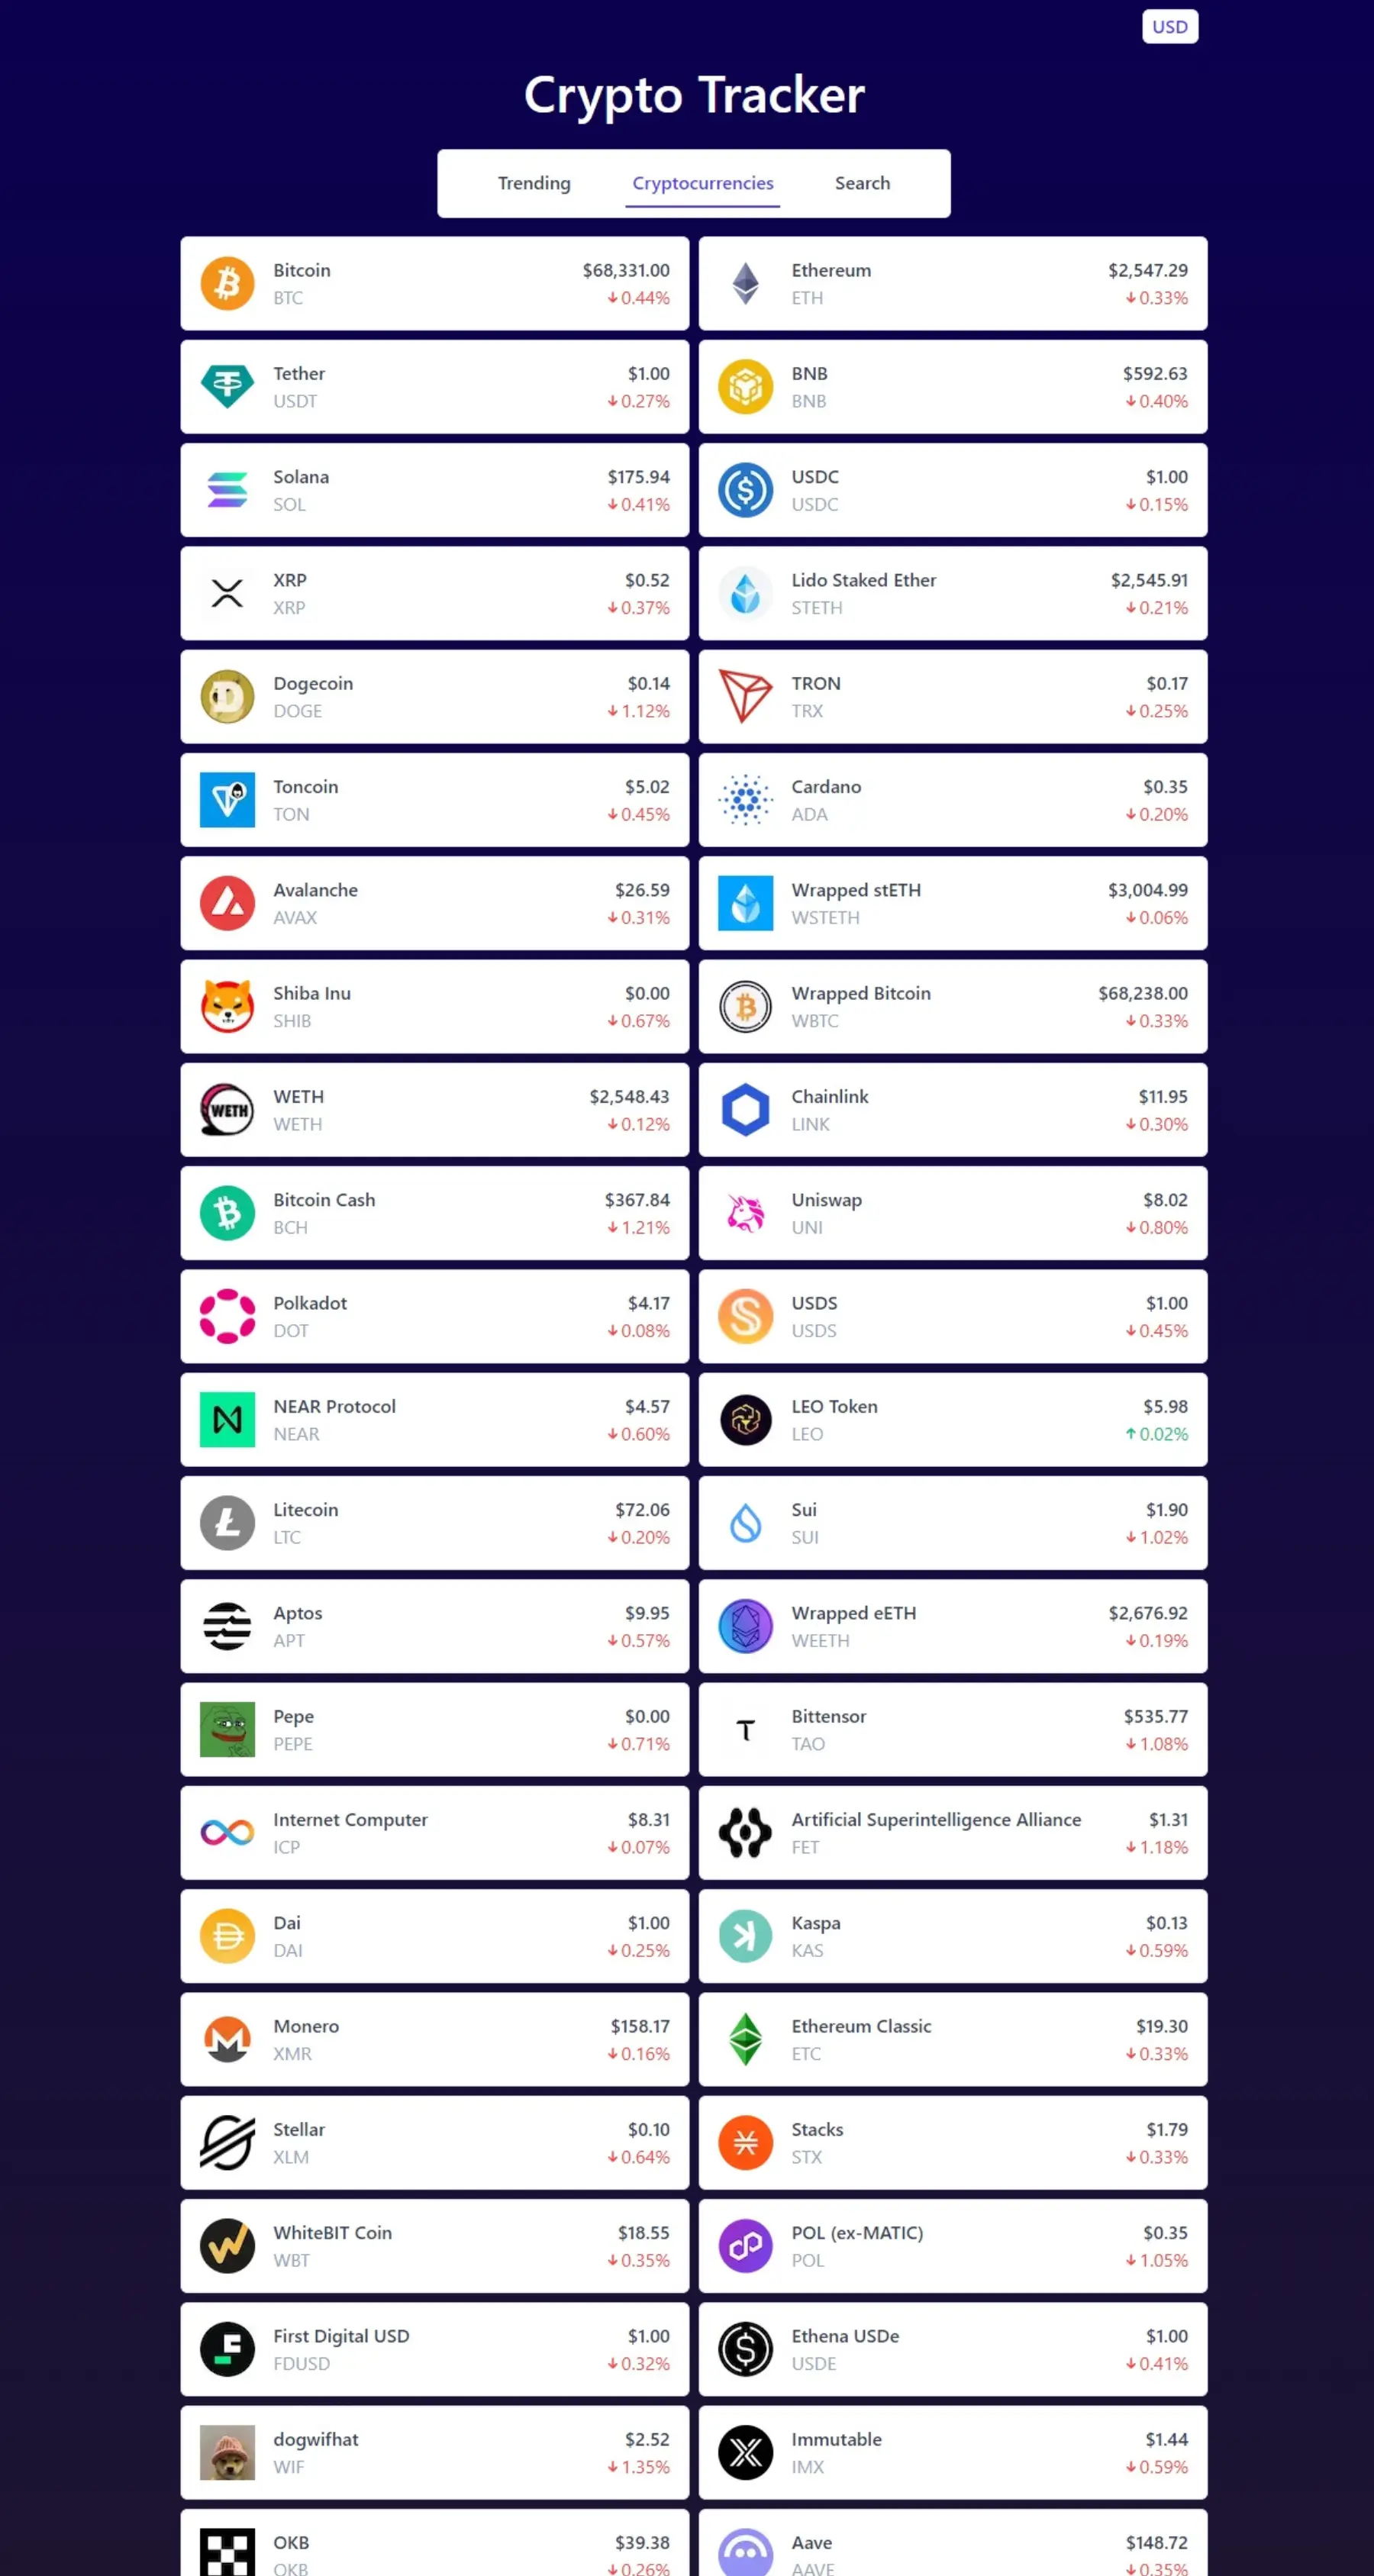 USD
Crypto Tracker
Trending Cryptocurrencies Search
Bitcoin $68,331.00
BTC ↓0.44%
Ethereum $2,547.29
ETH ↓0.33%
Tether $1.00
USDT ↓0.27%
BNB $592.63
BNB ↓0.40%
Solana $175.94
SOL ↓0.41%
USDC $1.00
USDC ↓0.15%
XRP $0.52
XRP ↓0.37%
Lido Staked Ether $2,545.91
STETH ↓0.21%
Dogecoin $0.14
DOGE ↓1.12%
TRON $0.17
TRX ↓0.25%
Toncoin $5.02
TON ↓0.45%
Cardano $0.35
ADA ↓0.20%
Avalanche $26.59
AVAX ↓0.31%
Wrapped stETH $3,004.99
WSTETH ↓0.06%
Shiba Inu $0.00
SHIB ↓0.67%
Wrapped Bitcoin $68,238.00
WBTC ↓0.33%
WETH
WETH $2,548.43
WETH ↓0.12%
Chainlink $11.95
LINK ↓0.30%
Bitcoin Cash $367.84
BCH ↓1.21%
Uniswap $8.02
UNI ↓0.80%
Polkadot $4.17
DOT ↓0.08%
USDS $1.00
USDS ↓0.45%
NEAR Protocol $4.57
NEAR ↓0.60%
LEO Token $5.98
LEO ↑0.02%
Litecoin $72.06
LTC ↓0.20%
Sui $1.90
SUI ↓1.02%
Aptos $9.95
APT ↓0.57%
Wrapped eETH $2,676.92
WEETH ↓0.19%
Pepe $0.00
PEPE ↓0.71%
Bittensor $535.77
TAO ↓1.08%
Internet Computer $8.31
ICP ↓0.07%
Artificial Superintelligence Alliance $1.31
FET ↓1.18%
Dai $1.00
DAI ↓0.25%
Kaspa $0.13
KAS ↓0.59%
Monero $158.17
XMR ↓0.16%
Ethereum Classic $19.30
ETC ↓0.33%
Stellar $0.10
XLM ↓0.64%
Stacks $1.79
STX ↓0.33%
WhiteBIT Coin $18.55
WBT ↓0.35%
POL (ex-MATIC) $0.35
POL ↓1.05%
First Digital USD $1.00
FDUSD ↓0.32%
Ethena USDe $1.00
USDE ↓0.41%
dogwifhat $2.52
WIF ↓1.35%
Immutable $1.44
IMX ↓0.59%
OKB $39.38
OKB ↓0.26%
Aave $148.72
AAVE ↓0.35%